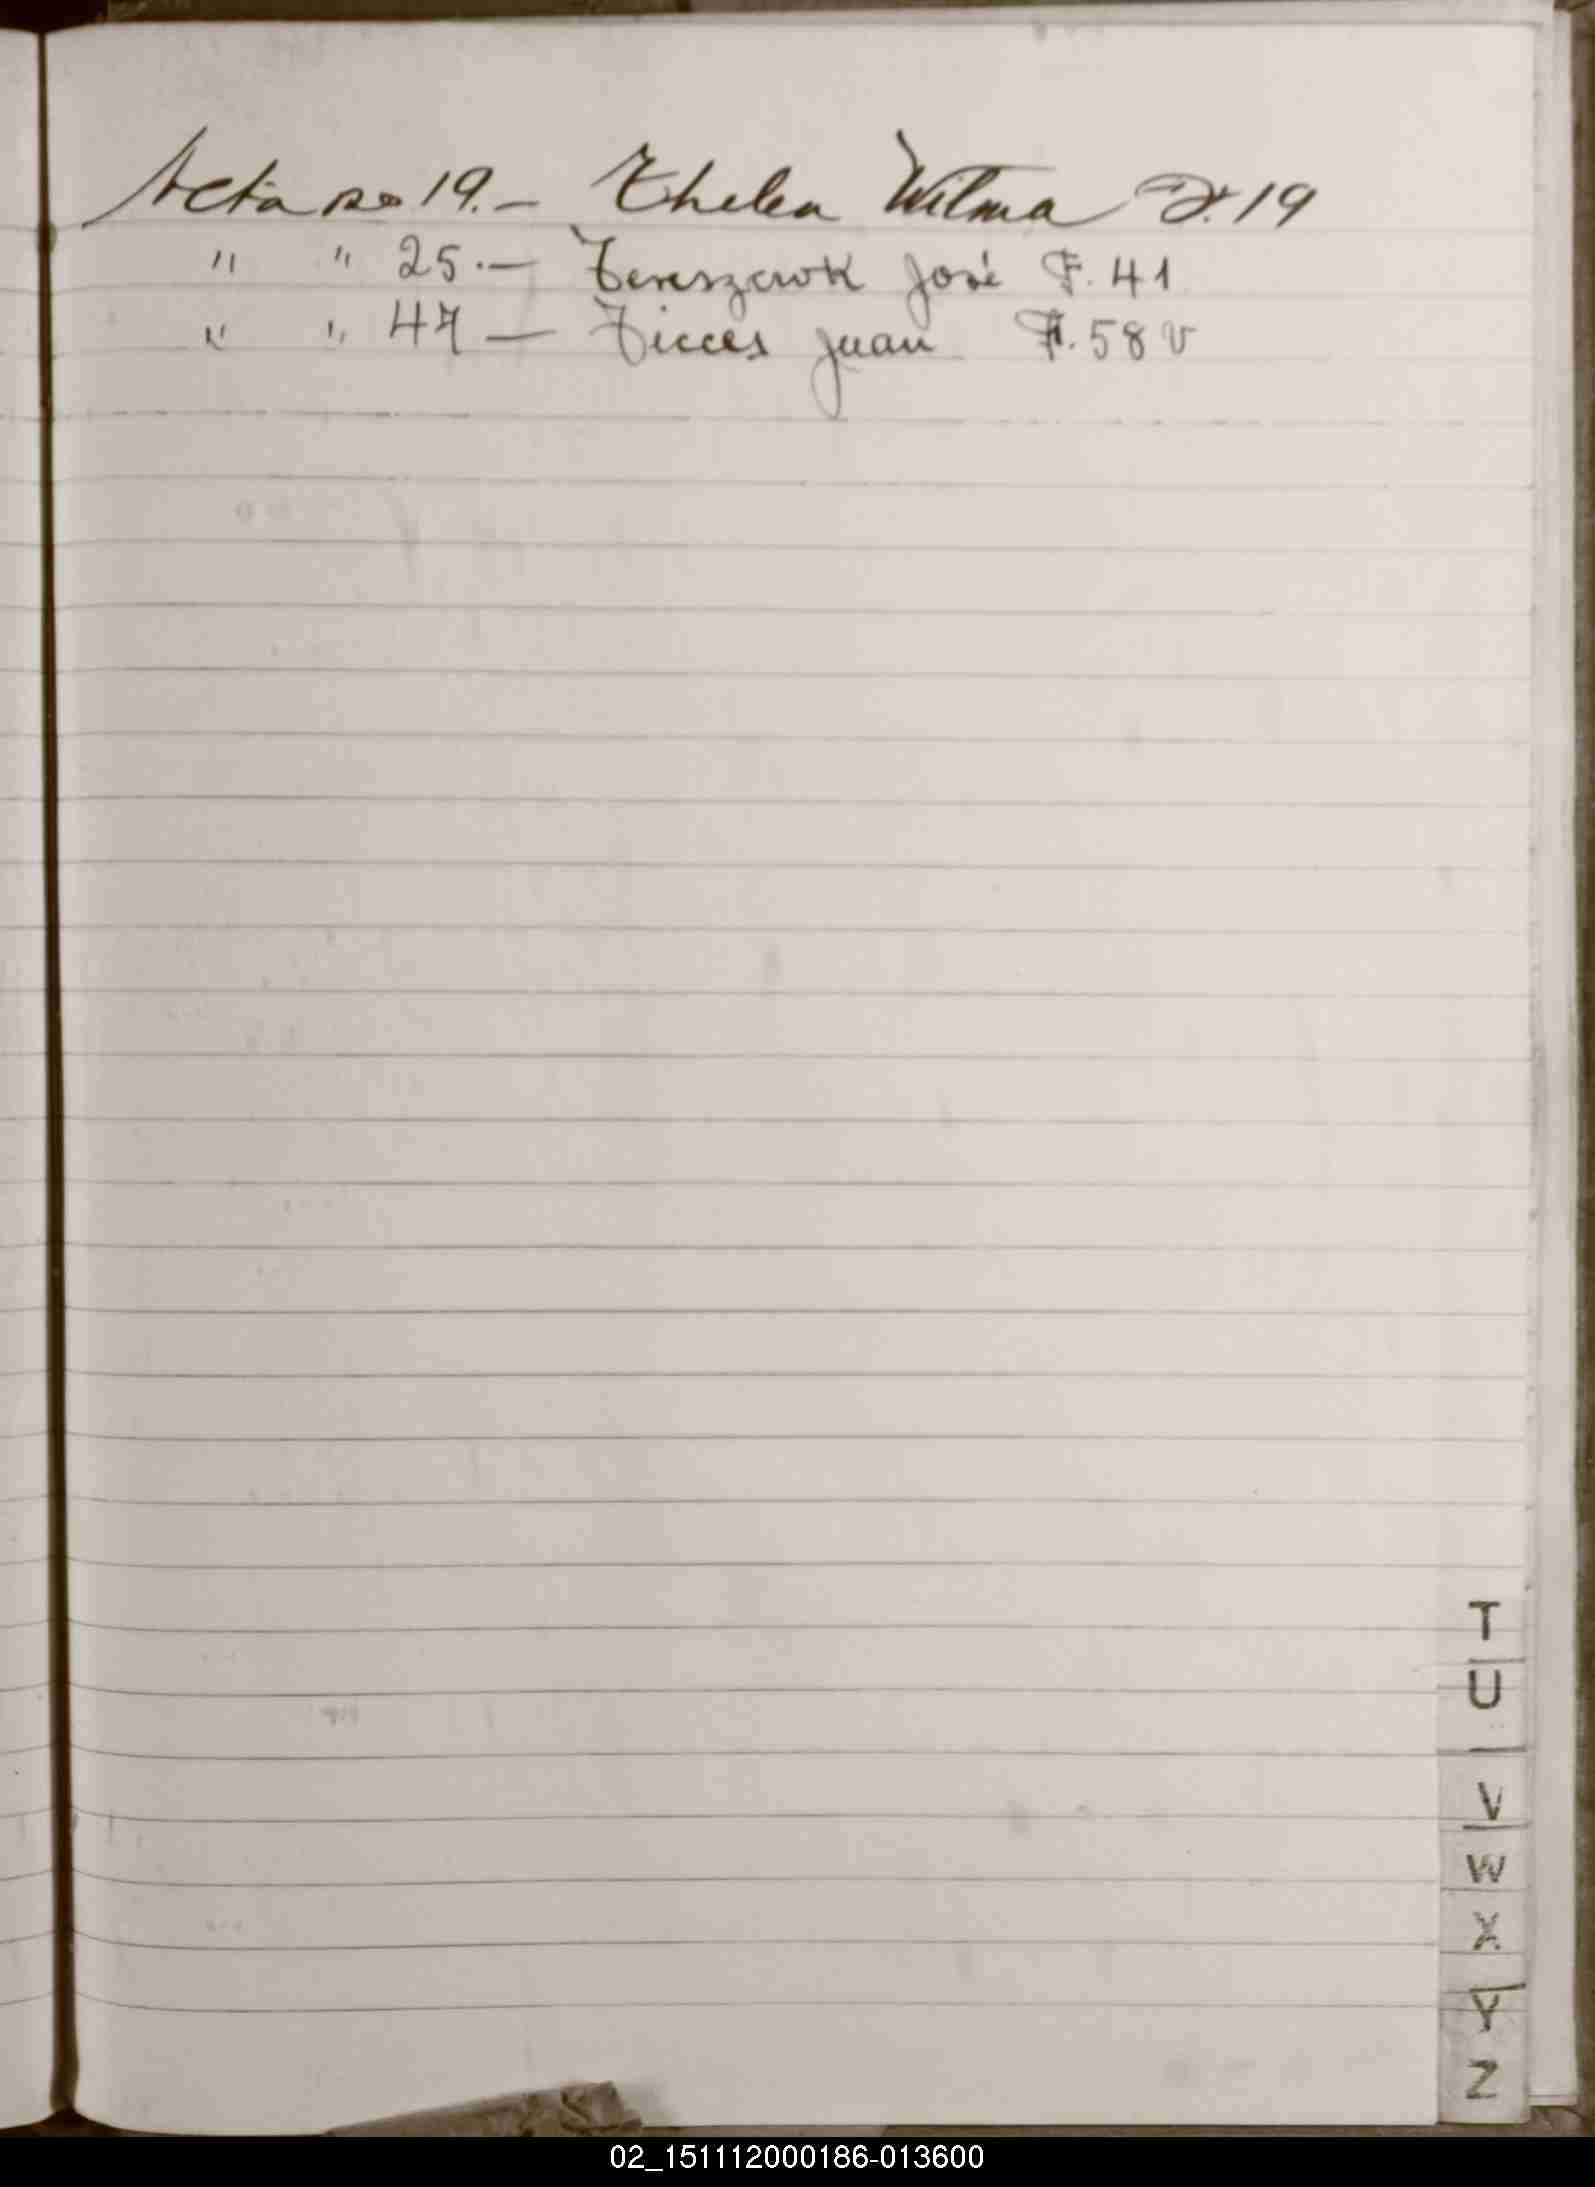 Acta no 19.- Thelen Wilma F. 19
" " 25.- Tereszczuk José F. 41
" " 47 — Ticces Juan F. 58 v
T
U
V
W
X
Y
Z
02_151112000186-013600